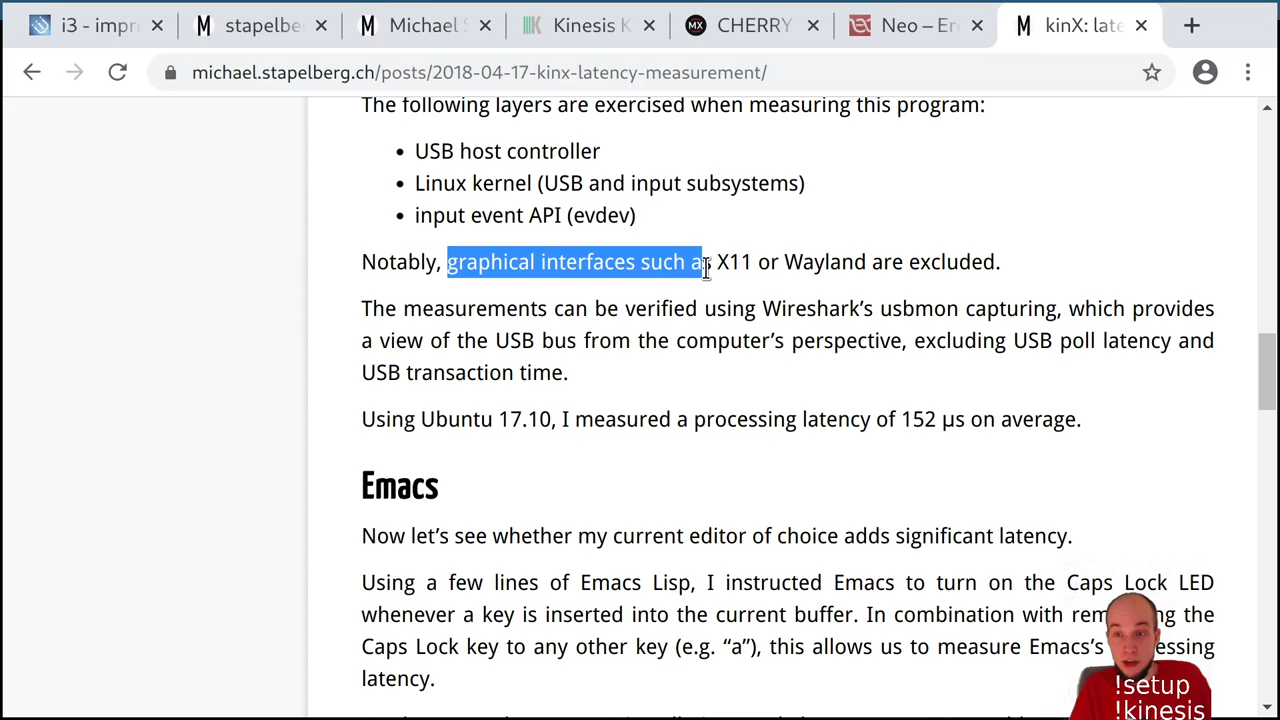 i3 - impr
stapelbe
Michael S
Kinesis K
CHERRY
Neo – Erg
kinX: late
michael.stapelberg.ch/posts/2018-04-17-kinx-latency-measurement/
The following layers are exercised when measuring this program:
• USB host controller
• Linux kernel (USB and input subsystems)
• input event API (evdev)
Notably, graphical interfaces such as X11 or Wayland are excluded.
The measurements can be verified using Wireshark’s usbmon capturing, which provides
a view of the USB bus from the computer’s perspective, excluding USB poll latency and
USB transaction time.
Using Ubuntu 17.10, I measured a processing latency of 152 μs on average.
Emacs
Now let’s see whether my current editor of choice adds significant latency.
Using a few lines of Emacs Lisp, I instructed Emacs to turn on the Caps Lock LED
whenever a key is inserted into the current buffer. In combination with rem ng the
Caps Lock key to any other key (e.g. “a”), this allows us to measure Emacs’s essing
latency.
!setup
!kinesis